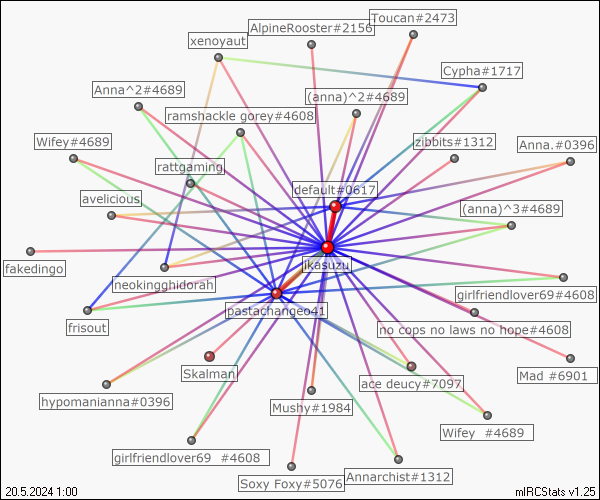 Toucan#2473
AlpineRooster#2156
xenoyaut
Cypha#1717
Anna^2#4689
(anna)^2#4689
ramshackle gorey#4608
Wifey#4689
zibbits#1312
Anna.#0396
rattgaming
default#0617
avelicious
(anna)^3#4689
ikasuzu
fakedingo
neokingghidorah
girlfriendlover69#4608
pastachangeo41
frisout
no cops no laws no hope#4608
Skalman
ace deucy#7097
Mad #6901
hypomanianna#0396
Mushy#1984
Wifey  #4689
girlfriendlover69  #4608
Annarchist#1312
Soxy Foxy#5076
20.5.2024 1:00
mIRCStats v1.25